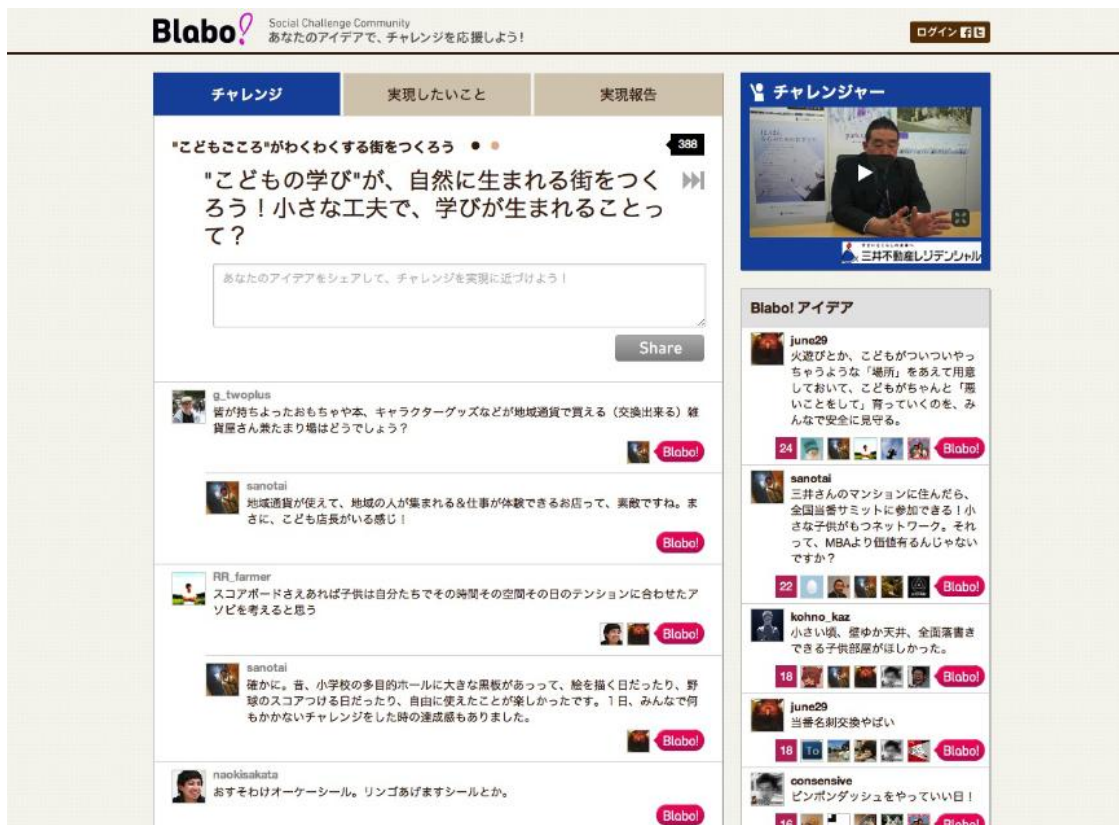 Blabo!
Social Challenge Community
あなたのアイデアで、チャレンジを応援しよう!
ログイン
チャレンジ
実現したいこと
実現報告
"こどもごころ"がわくわくする街をつくろう
388
"こどもの学び"が、自然に生まれる街をつく
ろう!小さな工夫で、学びが生まれることっ
て?
あなたのアイデアをシェアして、チャレンジを実現に近づけよう!
Share
g_twoplus
皆が持ちよったおもちゃや本、キャラクターグッズなどが地域通貨で買える(交換出来る)雑
貨屋さん兼たまり場はどうでしょう?
Blabo!
sanotai
地域通貨が使えて、地域の人が集まれる&仕事が体験できるお店って、素敵ですね。ま
さに、こども店長がいる感じ!
Blabo!
RR_farmer
スコアボードさえあれば子供は自分たちでその時間その空間その日のテンションに合わせたア
ソビを考えると思う
Blabo!
sanotai
確かに。昔、小学校の多目的ホールに大きな黒板があっって、絵を描く日だったり、野
球のスコアつける日だったり、自由に使えたことが楽しかったです。1日、みんなで何
もかかないチャレンジをした時の達成感もありました。
Blabo!
naokisakata
おすそわけオーケーシール。リンゴあげますシールとか。
Blabo!
チャレンジャー
三井不動産レジデンシャル
Blabo! アイデア
june29
火遊びとか、こどもがついついやっ
ちゃうような「場所」をあえて用意
しておいて、こどもがちゃんと「悪
いことをして」育っていくのを、み
んなで安全に見守る。
24
Blabo!
sanotai
三井さんのマンションに住んだら、
全国当番サミットに参加できる!小
さな子供がもつネットワーク。それ
って、MBAより価値有るんじゃない
ですか?
22
Blabo!
kohno_kaz
小さい頃、壁ゆか天井、全面落書き
できる子供部屋がほしかった。
18
Blabo!
june29
当番名刺交換やばい
18
To
Blabo!
consensive
ピンポンダッシュをやっていい日!
16
Blabo!